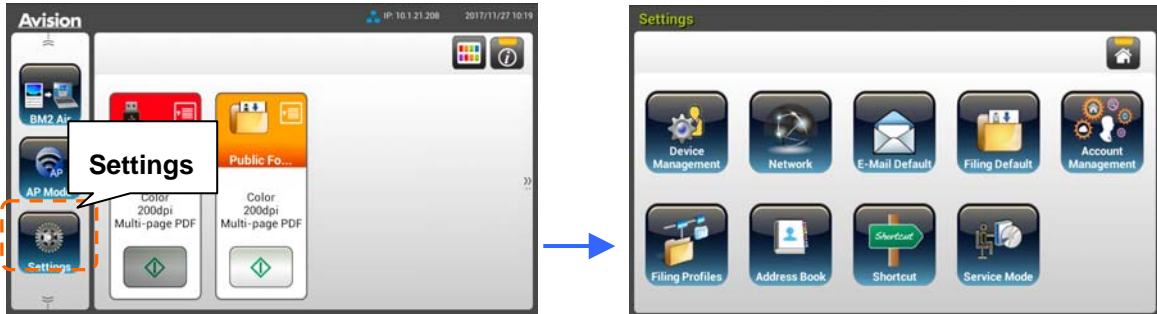 Avision
IP: 10.1.21.208 2017/11/27 10:19
BM2 Air
AP Mode
Settings
Settings
Public Fo...
Color
200dpi
Multi-page PDF
Color
200dpi
Multi-page PDF
Settings
Device
Management
Network
E-Mail Default
Filing Default
Account
Management
Filing Profiles
Address Book
Shortcut
Shortcut
Service Mode